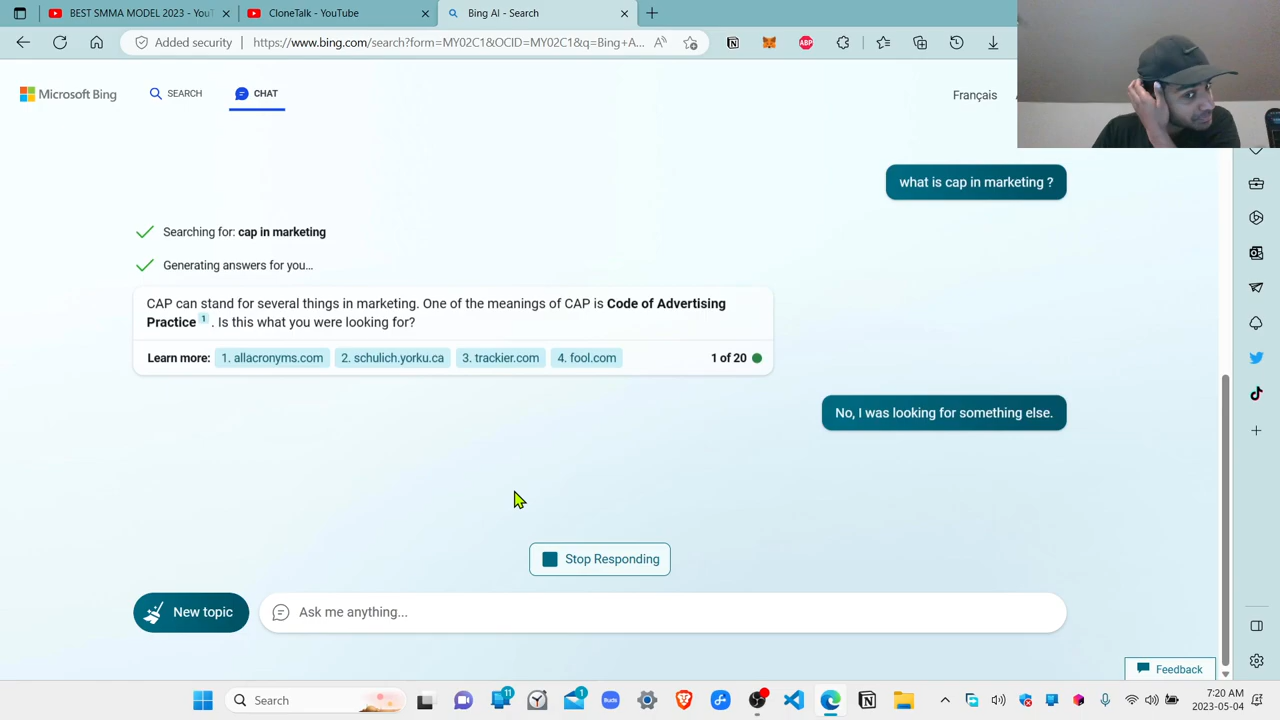 BEST SMMA MODEL 2023 - YouT
CloneTalk - YouTube
Bing AI - Search
Added security
https://www.bing.com/search?form=MY02C1&OCID=MY02C1&q=Bing+A...
ABP
Microsoft Bing
SEARCH
CHAT
Français
what is cap in marketing ?
Searching for: cap in marketing
Generating answers for you...
CAP can stand for several things in marketing. One of the meanings of CAP is Code of Advertising
Practice 1 . Is this what you were looking for?
Learn more: 1. allacronyms.com 2. schulich.yorku.ca 3. trackier.com 4. fool.com 1 of 20
No, I was looking for something else.
Stop Responding
New topic
Ask me anything...
Feedback
Search
11
1
7:20 AM
2023-05-04